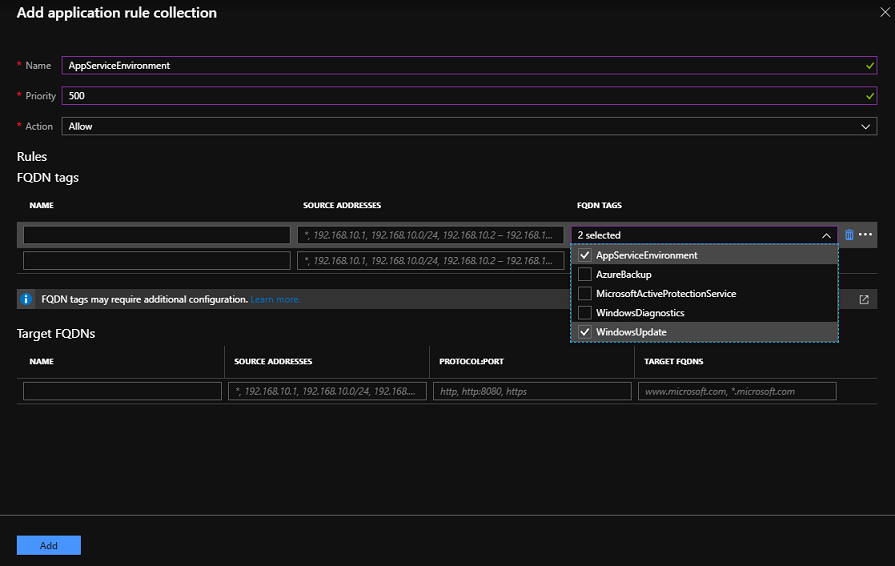 Add application rule collection
* Name AppServiceEnvironment
* Priority 500
* Action Allow
Rules
FQDN tags
NAME SOURCE ADDRESSES FQDN TAGS
*, 192.168.10.1, 192.168.10.0/24, 192.168.10.2 – 192.168.1... 2 selected
*, 192.168.10.1, 192.168.10.0/24, 192.168.10.2 – 192.168.1...
AppServiceEnvironment
AzureBackup
MicrosoftActiveProtectionService
WindowsDiagnostics
WindowsUpdate
FQDN tags may require additional configuration. Learn more.
Target FQDNs
NAME SOURCE ADDRESSES PROTOCOL:PORT TARGET FQDNS
*, 192.168.10.1, 192.168.10.0/24, 192.168.... http, http:8080, https www.microsoft.com, *.microsoft.com
Add